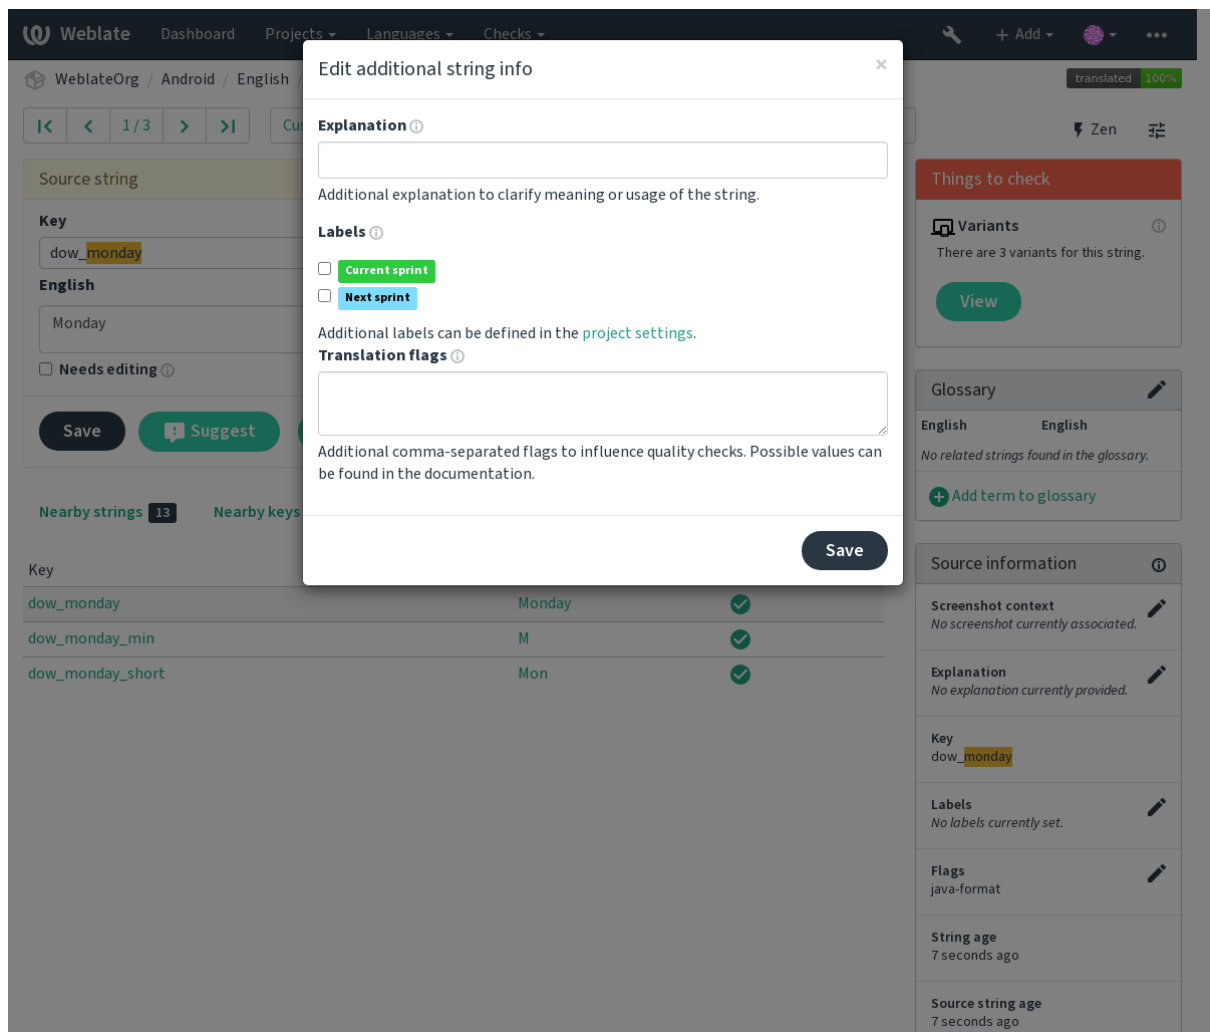 Weblate Dashboard Projects Languages Checks Add
WeblateOrg / Android / English /
translated 100%
1 / 3
Zen
Source string
Key
dow_monday
English
Monday
Needs editing
Save Suggest
Nearby strings 13 Nearby keys
Key
dow_monday Monday
dow_monday_min M
dow_monday_short Mon
Edit additional string info
×
Explanation
Additional explanation to clarify meaning or usage of the string.
Labels
Current sprint
Next sprint
Additional labels can be defined in the project settings.
Translation flags
Additional comma-separated flags to influence quality checks. Possible values can
be found in the documentation.
Save
Things to check
Variants
There are 3 variants for this string.
View
Glossary
English English
No related strings found in the glossary.
Add term to glossary
Source information
Screenshot context
No screenshot currently associated.
Explanation
No explanation currently provided.
Key
dow_monday
Labels
No labels currently set.
Flags
java-format
String age
7 seconds ago
Source string age
7 seconds ago